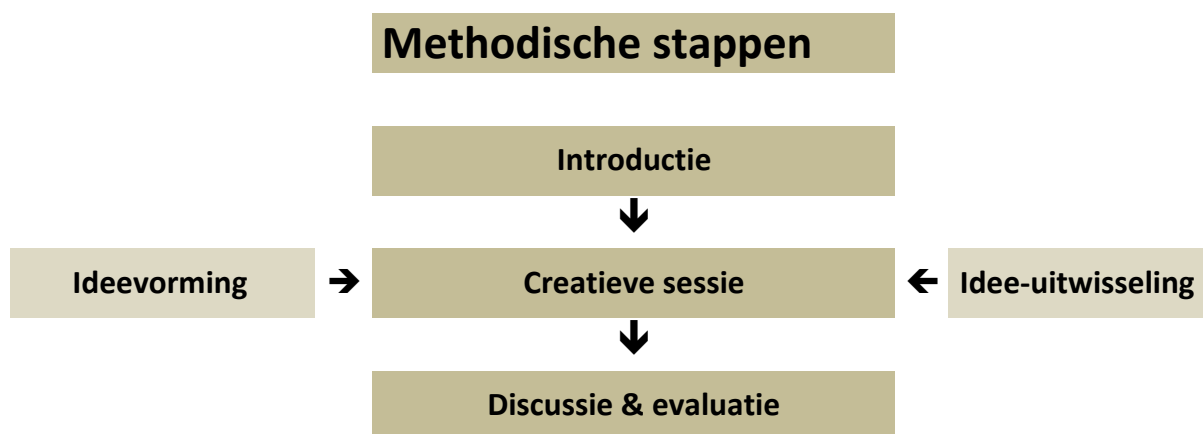 Methodische stappen
Introductie
Ideevorming
Creatieve sessie
Idee-uitwisseling
Discussie & evaluatie